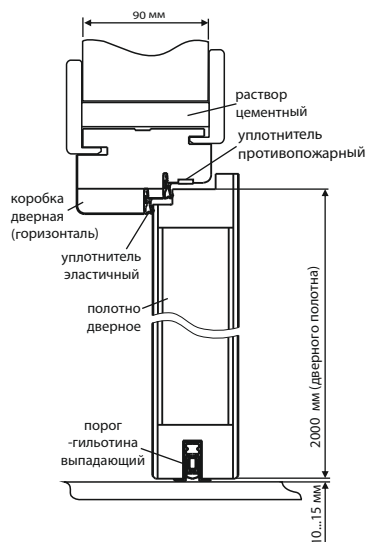 90 мм
раствор
цементный
уплотнитель
противопожарный
коробка
дверная
(горизонталь)
уплотнитель
эластичный
полотно
дверное
2000 мм (дверного полотна)
порог
-гильотина
выпадающий
10...15 мм